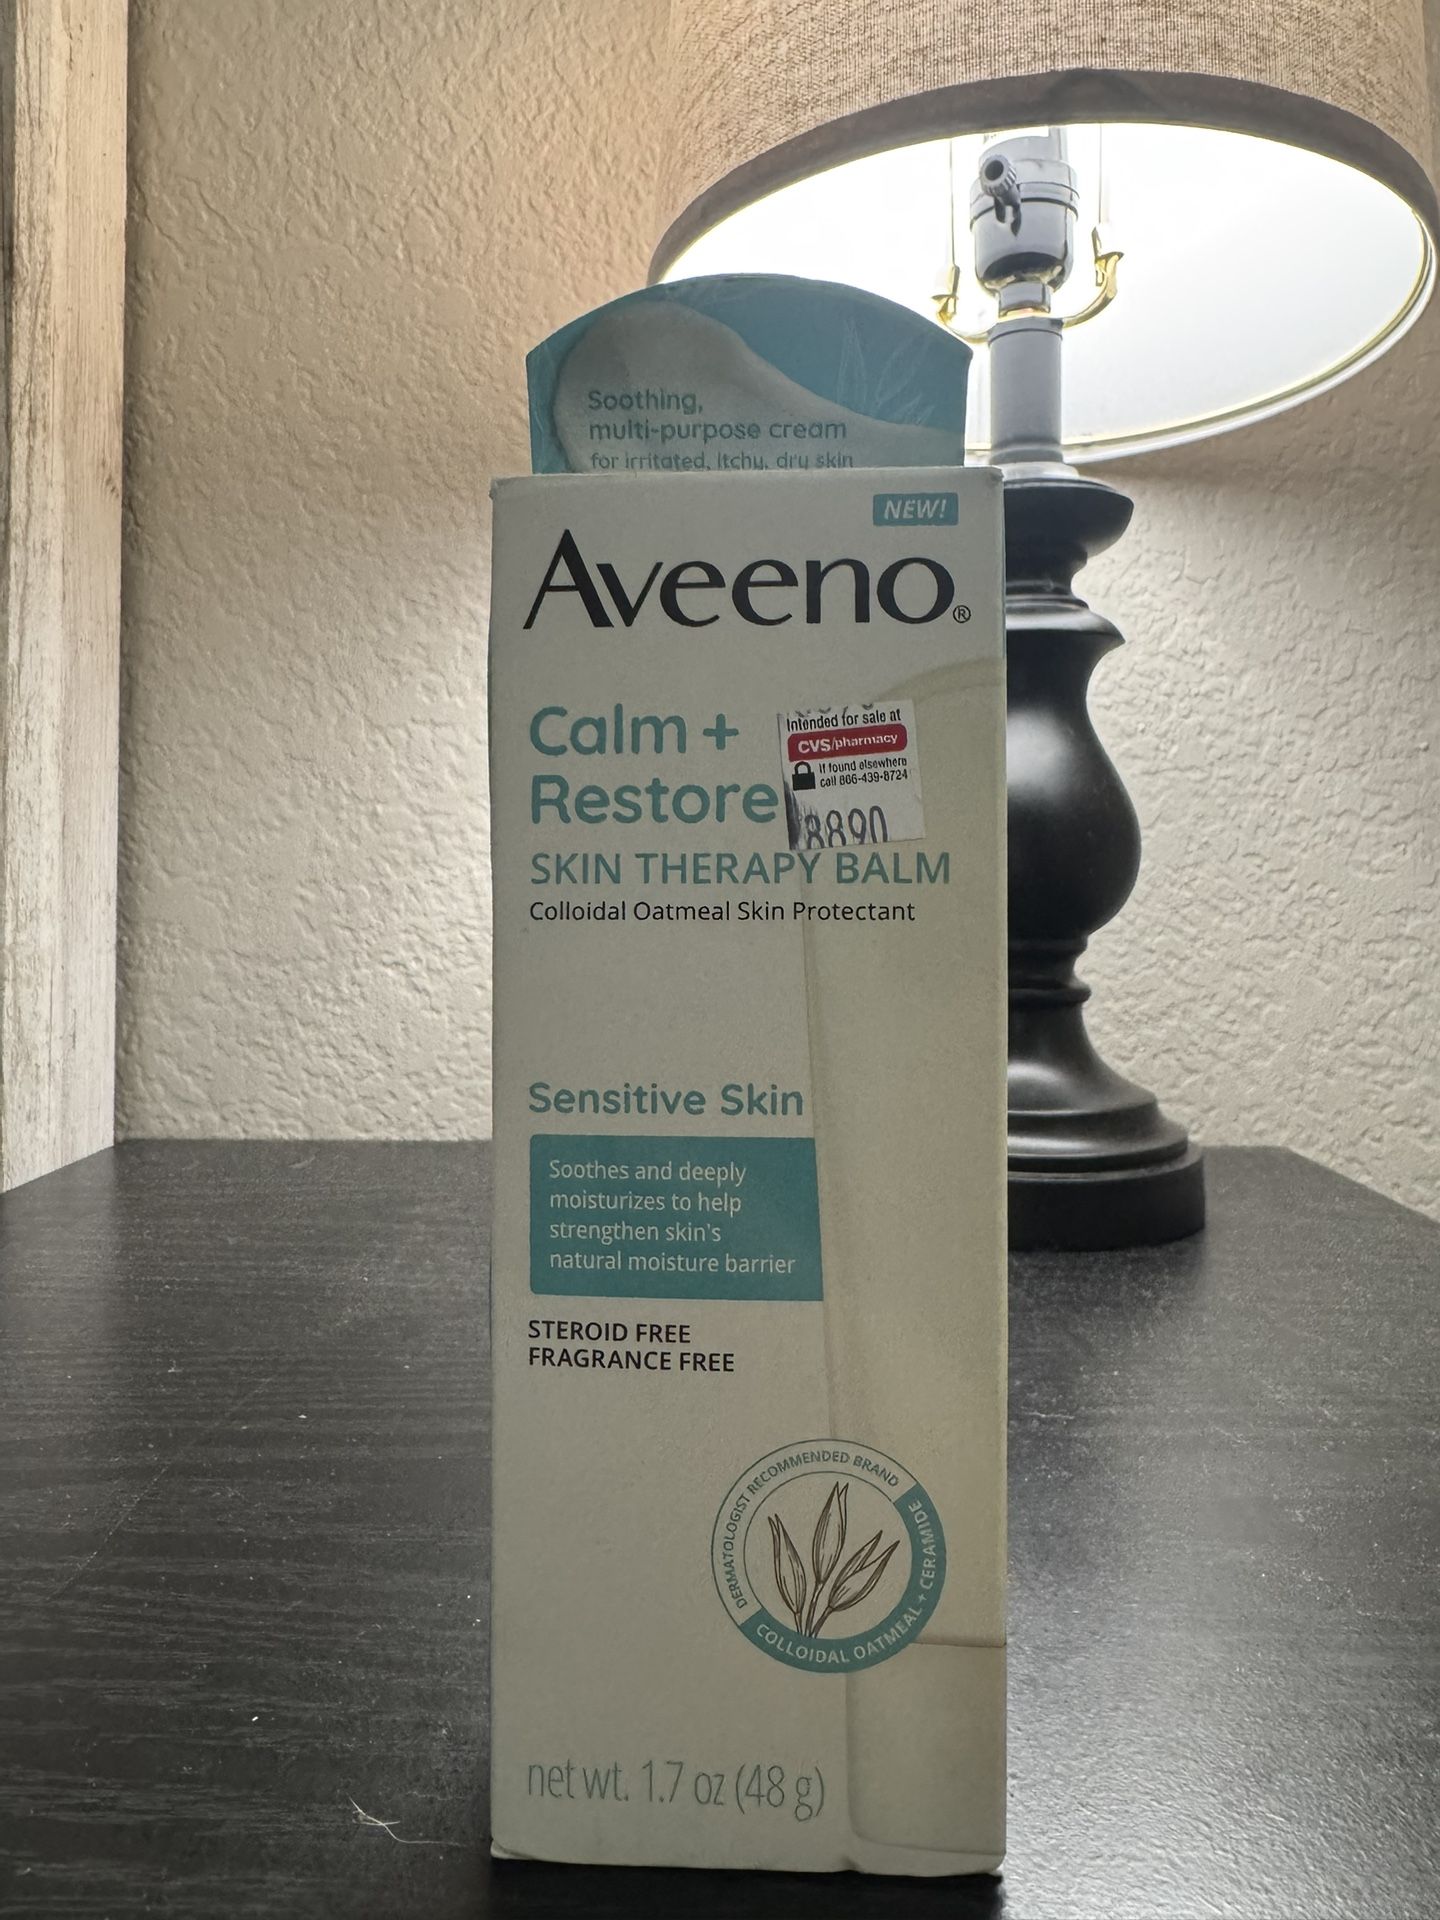 Soothing,
multi-purpose cream
for irritated, itchy, dry skin
NEW!
Aveeno®
Calm +
Restore
Intended for sale at
CVS/pharmacy
If found elsewhere
call 866-439-8724
8890
SKIN THERAPY BALM
Colloidal Oatmeal Skin Protectant
Sensitive Skin
Soothes and deeply
moisturizes to help
strengthen skin's
natural moisture barrier
STEROID FREE
FRAGRANCE FREE
DERMATOLOGIST RECOMMENDED BRAND
COLLOIDAL OATMEAL + CERAMIDE
net wt. 1.7 oz (48 g)